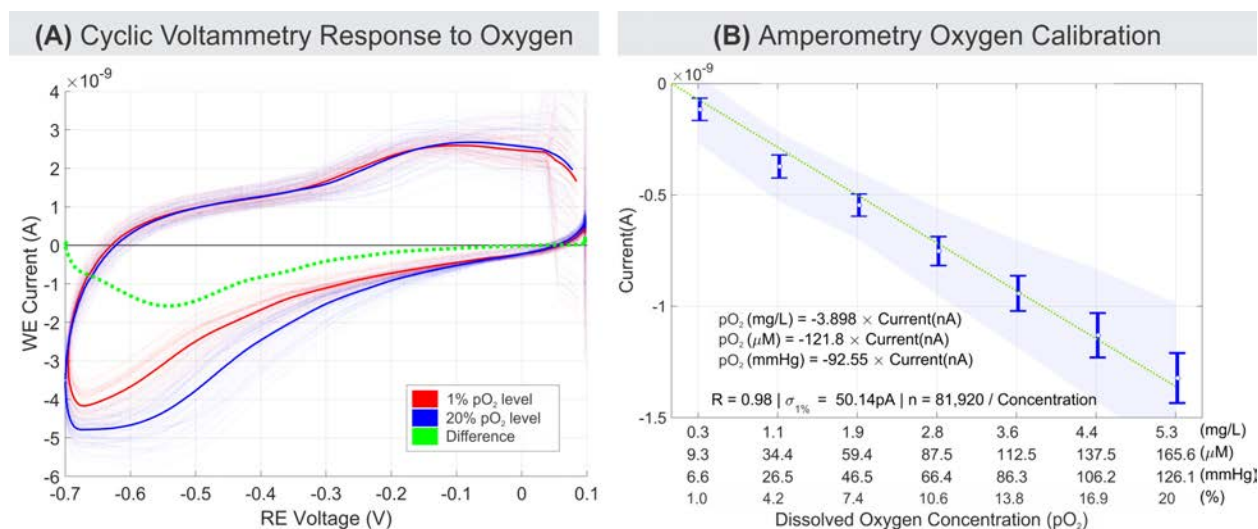 (A) Cyclic Voltammetry Response to Oxygen
×10⁻⁹
4
3
2
1
0
-1
-2
-3
-4
-5
-6
WE Current (A)
1% pO₂ level
20% pO₂ level
Difference
-0.7 -0.6 -0.5 -0.4 -0.3 -0.2 -0.1 0 0.1
RE Voltage (V)
(B) Amperometry Oxygen Calibration
×10⁻⁹
0
-0.5
-1
-1.5
Current(A)
pO₂ (mg/L) = -3.898 × Current(nA)
pO₂ (μM) = -121.8 × Current(nA)
pO₂ (mmHg) = -92.55 × Current(nA)
R = 0.98 | σ₁% = 50.14pA | n = 81,920 / Concentration
0.3 1.1 1.9 2.8 3.6 4.4 5.3 (mg/L)
9.3 34.4 59.4 87.5 112.5 137.5 165.6 (μM)
6.6 26.5 46.5 66.4 86.3 106.2 126.1 (mmHg)
1.0 4.2 7.4 10.6 13.8 16.9 20 (%)
Dissolved Oxygen Concentration (pO₂)